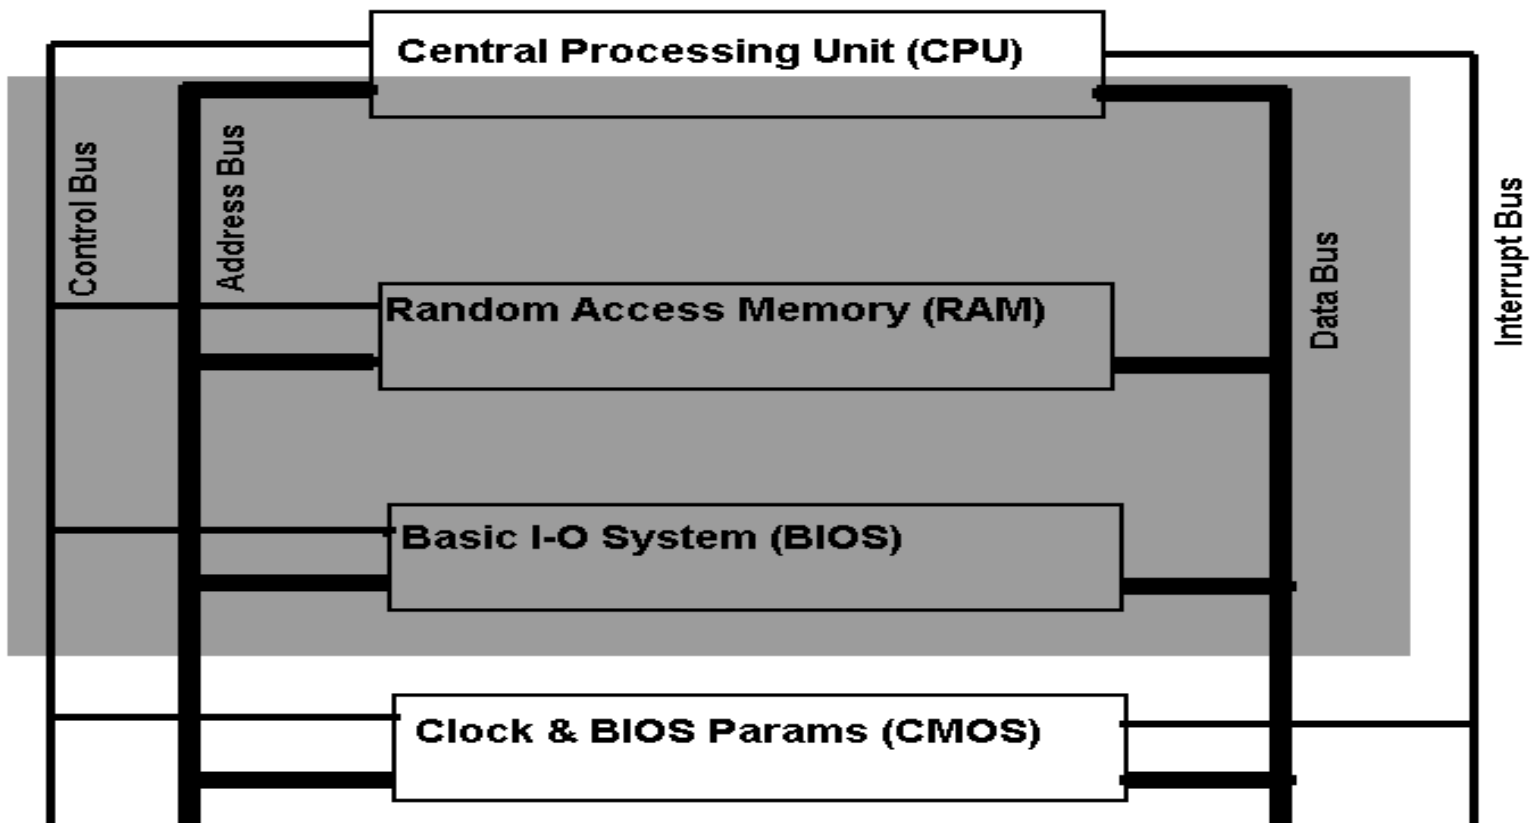 Central Processing Unit (CPU)
Control Bus
Address Bus
Data Bus
Interrupt Bus
Random Access Memory (RAM)
Basic I-O System (BIOS)
Clock & BIOS Params (CMOS)